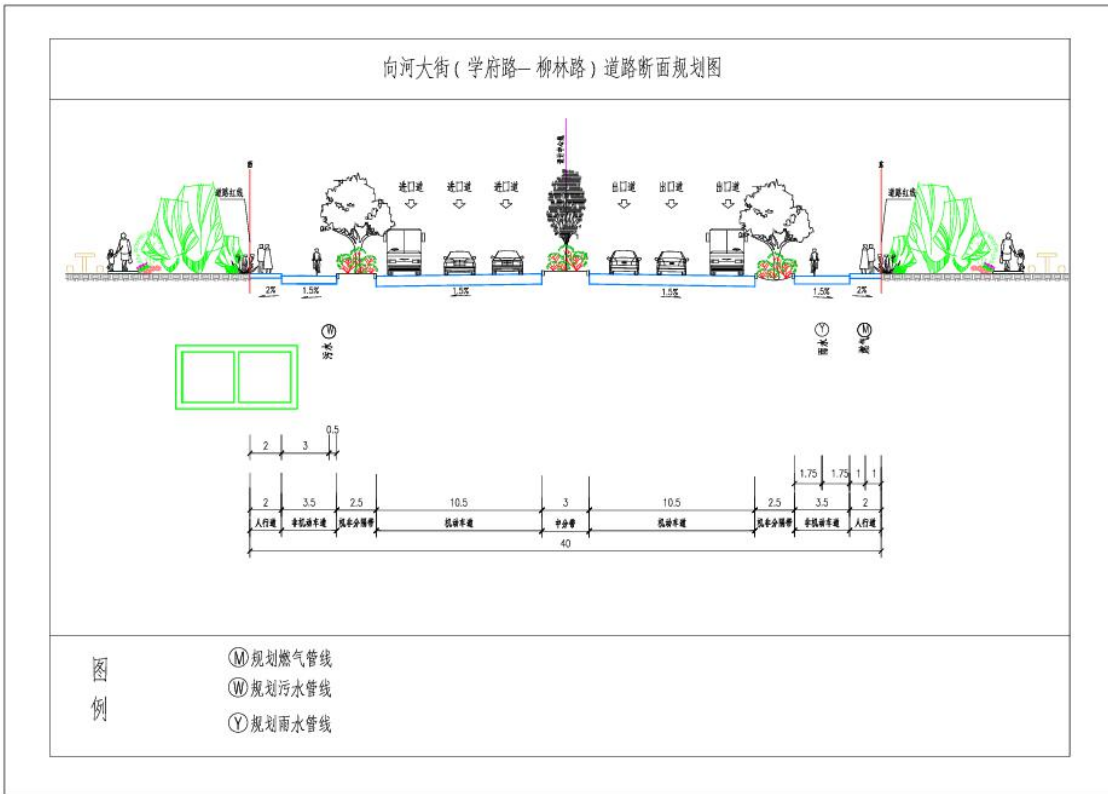 向河大街(学府路—柳林路)道路断面规划图
设计中心线
西
东
道路红线
进口道 进口道 进口道 出口道 出口道 出口道
道路红线
2% 1.5% 1.5% 1.5% 1.5% 2%
W 污水
Y 雨水
M 燃气
0.5
2 3
1.75 1.75 1 1
2 3.5 2.5 10.5 3 10.5 2.5 3.5 2
人行道 非机动车道 机非分隔带 机动车道 中分带 机动车道 机非分隔带 非机动车道 人行道
40
图例
M 规划燃气管线
W 规划污水管线
Y 规划雨水管线